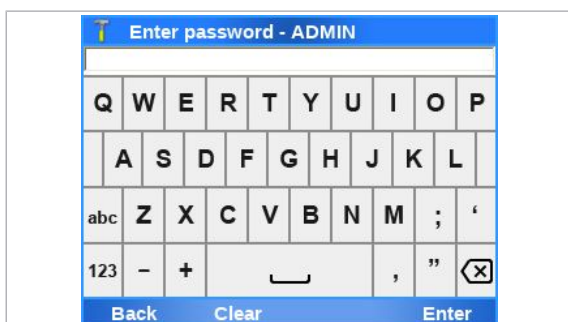 Enter password - ADMIN
Q W E R T Y U I O P
A S D F G H J K L
abc Z X C V B N M ; ‘
123 - + , ”
Back Clear Enter